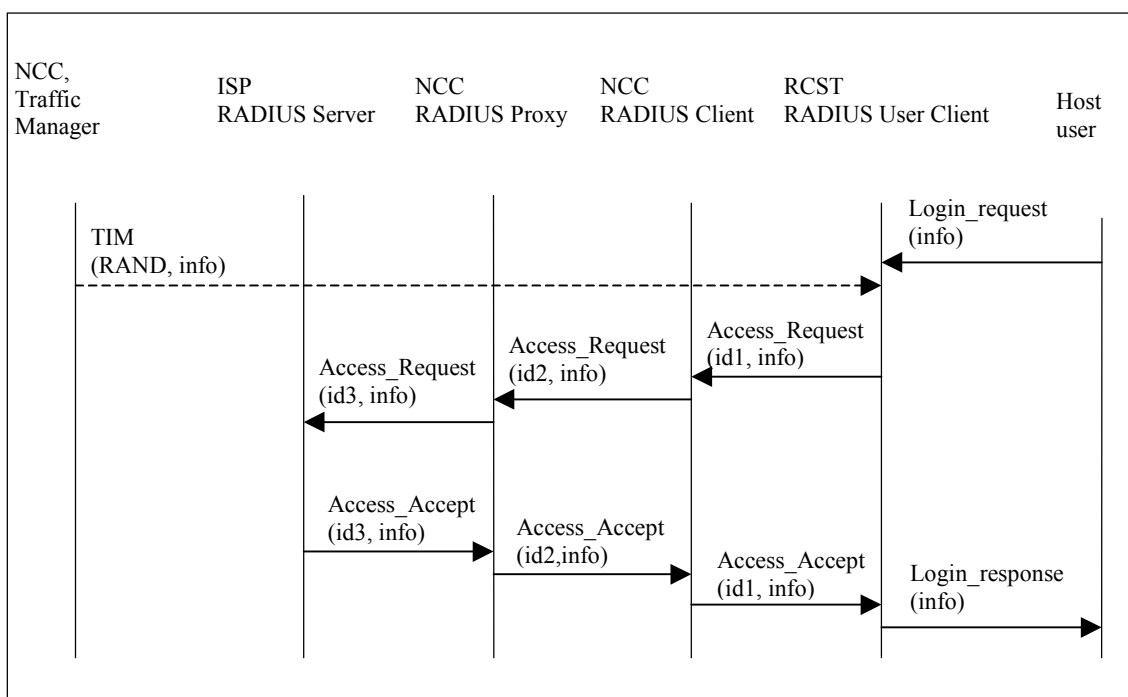 NCC,
Traffic
Manager
ISP
RADIUS Server
NCC
RADIUS Proxy
NCC
RADIUS Client
RCST
RADIUS User Client
Host
user
Login_request
(info)
TIM
(RAND, info)
Access_Request
(id1, info)
Access_Request
(id2, info)
Access_Request
(id3, info)
Access_Accept
(id3, info)
Access_Accept
(id2,info)
Access_Accept
(id1, info)
Login_response
(info)